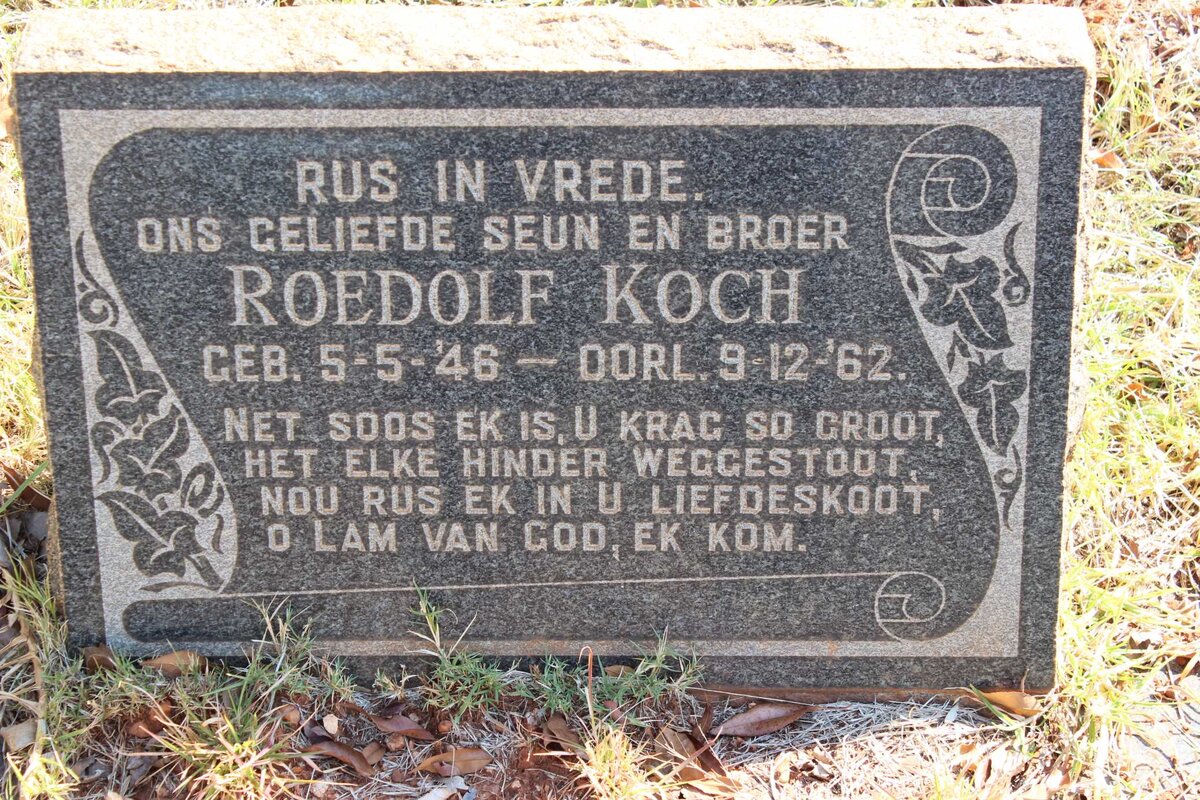 RUS IN VREDE.
ONS GELIEFDE SEUN EN BROER
ROEDOLF KOCH
GEB. 5-5-'46 — OORL. 9-12-'62.
NET SOOS EK IS, U KRAG SO GROOT,
HET ELKE HINDER WEGGESTOOT,
NOU RUS EK IN U LIEFDESKOOT,
O LAM VAN GOD, EK KOM.